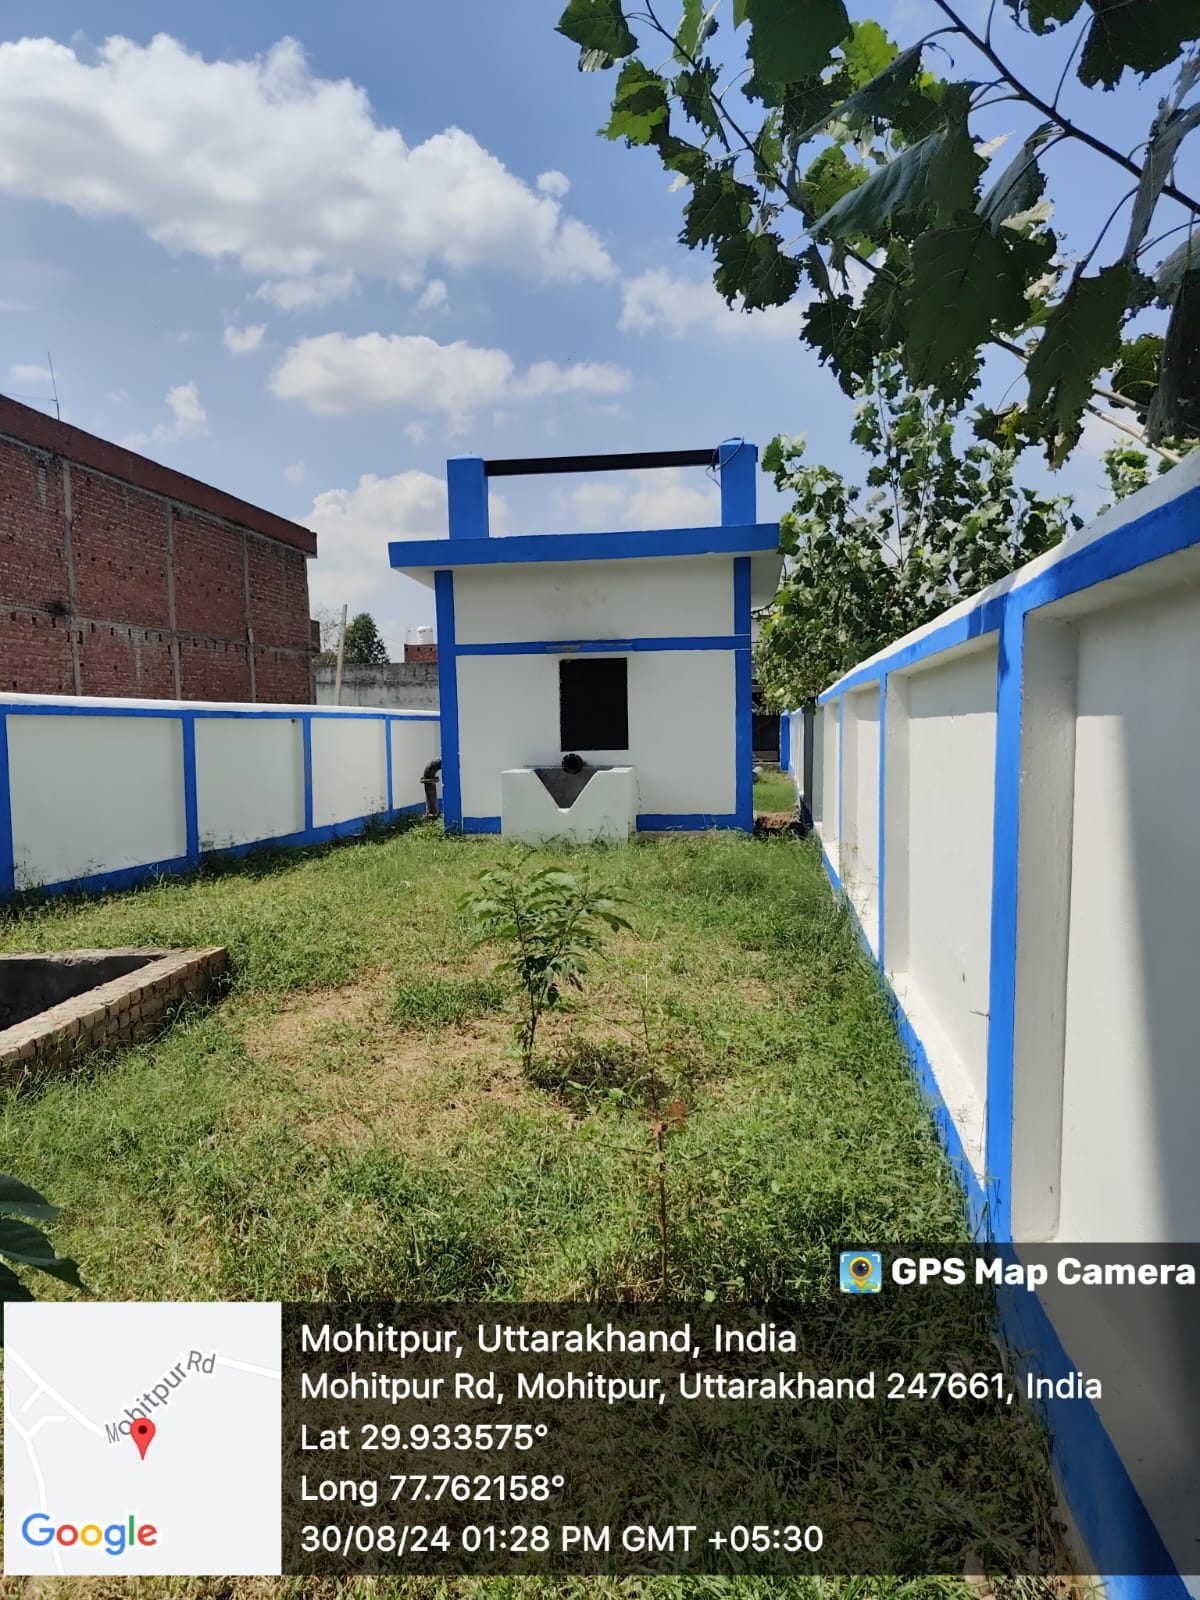 GPS Map Camera
Mohitpur, Uttarakhand, India
Mohitpur Rd, Mohitpur, Uttarakhand 247661, India
Lat 29.933575°
Long 77.762158°
30/08/24 01:28 PM GMT +05:30
Mohitpur Rd
Google